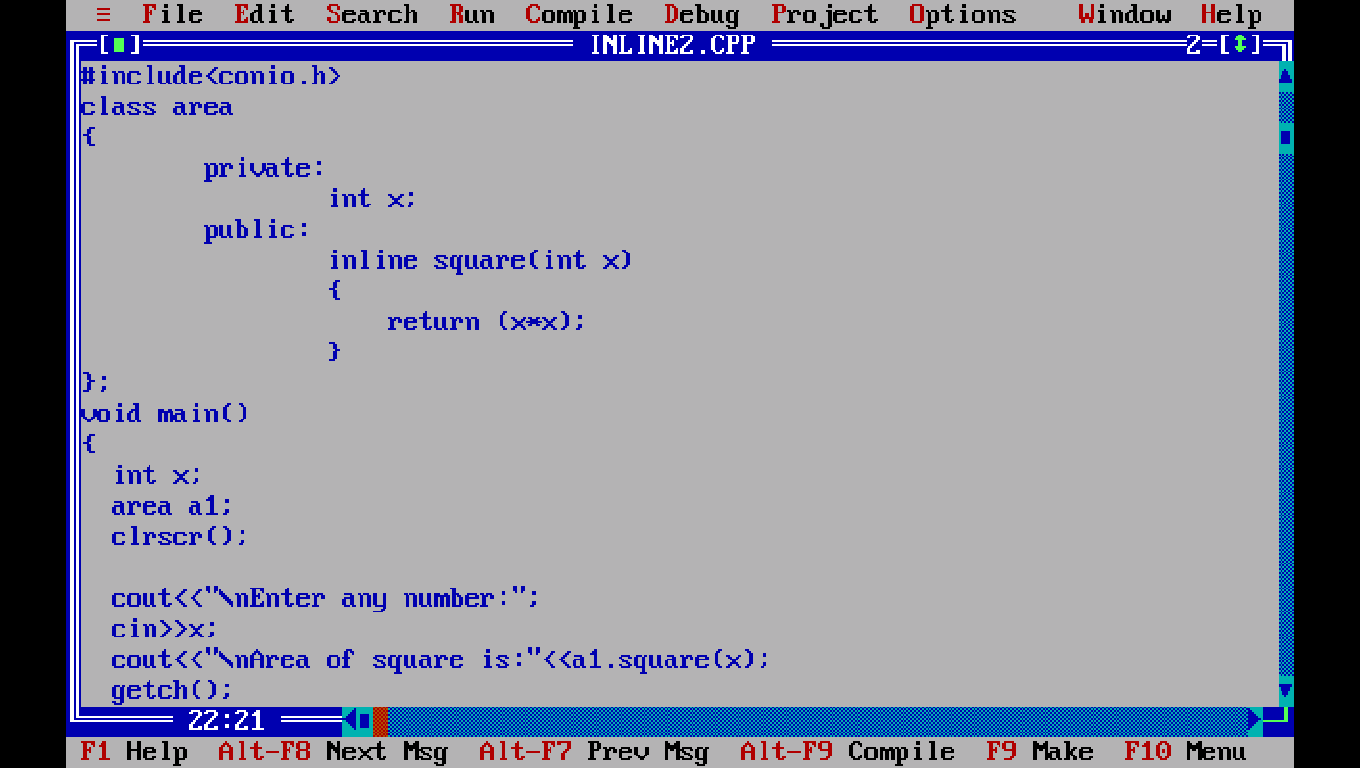 ≡ File Edit Search Run Compile Debug Project Options Window Help
[■] INLINE2.CPP 2=[↕]
#include<conio.h>
class area
{
private:
int x;
public:
inline square(int x)
{
return (x*x);
}
};
void main()
{
int x;
area a1;
clrscr();
cout<<"\nEnter any number:";
cin>>x;
cout<<"\nArea of square is:"<<a1.square(x);
getch();
22:21
F1 Help Alt-F8 Next Msg Alt-F7 Prev Msg Alt-F9 Compile F9 Make F10 Menu